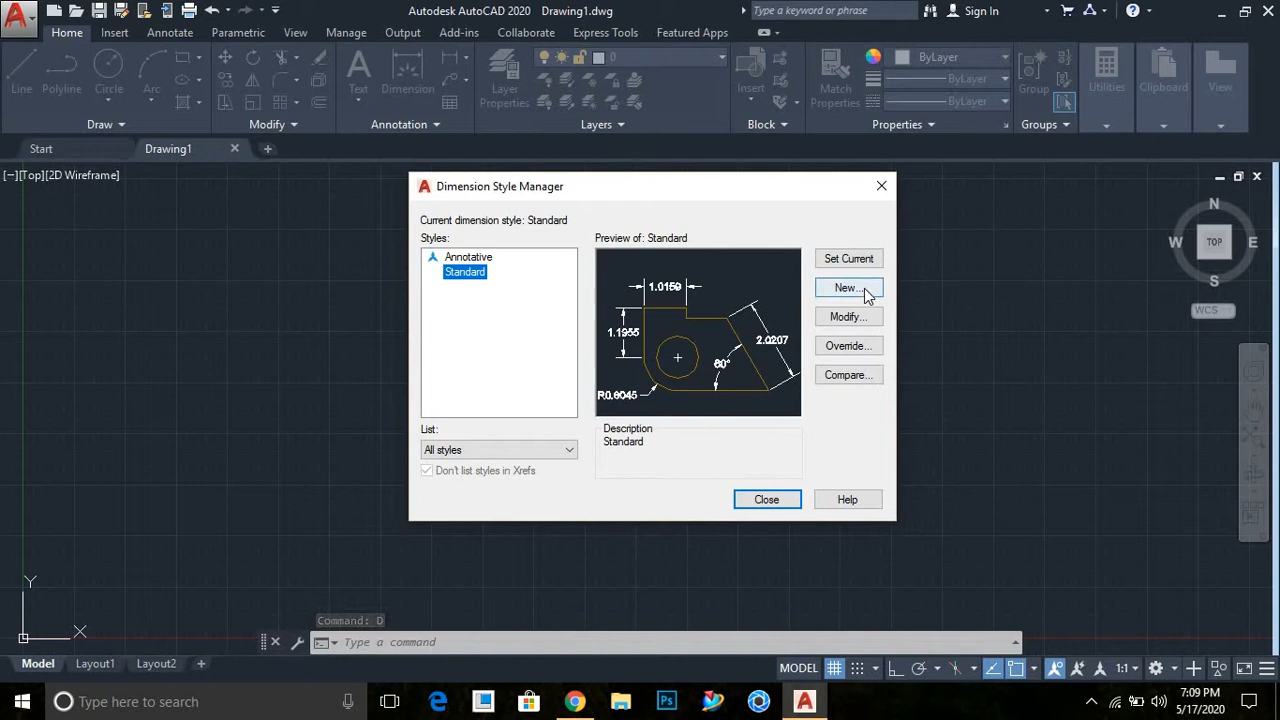 Autodesk AutoCAD 2020 Drawing1.dwg
Type a keyword or phrase
Sign In
Home Insert Annotate Parametric View Manage Output Add-ins Collaborate Express Tools Featured Apps
0
ByLayer
ByLayer
ByLayer
Line Polyline Circle Arc Text Dimension Layer Properties Insert Match Properties Group Utilities Clipboard View
Draw Modify Annotation Layers Block Properties Groups
Start Drawing1
[−][Top][2D Wireframe]
N
W TOP E
S
WCS
Dimension Style Manager
Current dimension style: Standard
Styles:
Annotative
Standard
Preview of: Standard
1.0159
1.1955
2.0207
60°
R0.8045
Set Current
New...
Modify...
Override...
Compare...
List:
All styles
Don't list styles in Xrefs
Description
Standard
Close Help
Y
X
Command: D
Type a command
Model Layout1 Layout2
MODEL
1:1
Type here to search
7:09 PM
5/17/2020